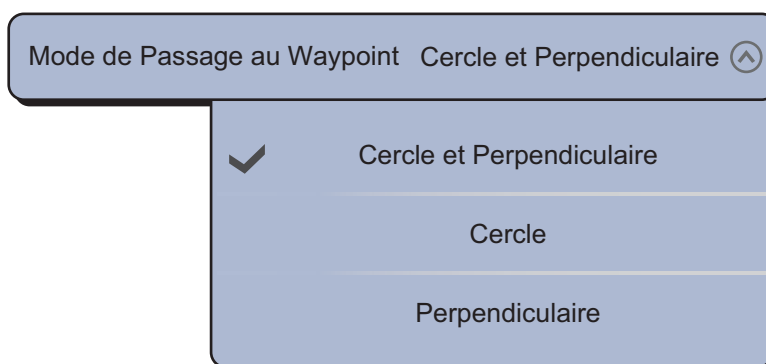 Mode de Passage au Waypoint Cercle et Perpendiculaire
Cercle et Perpendiculaire
Cercle
Perpendiculaire